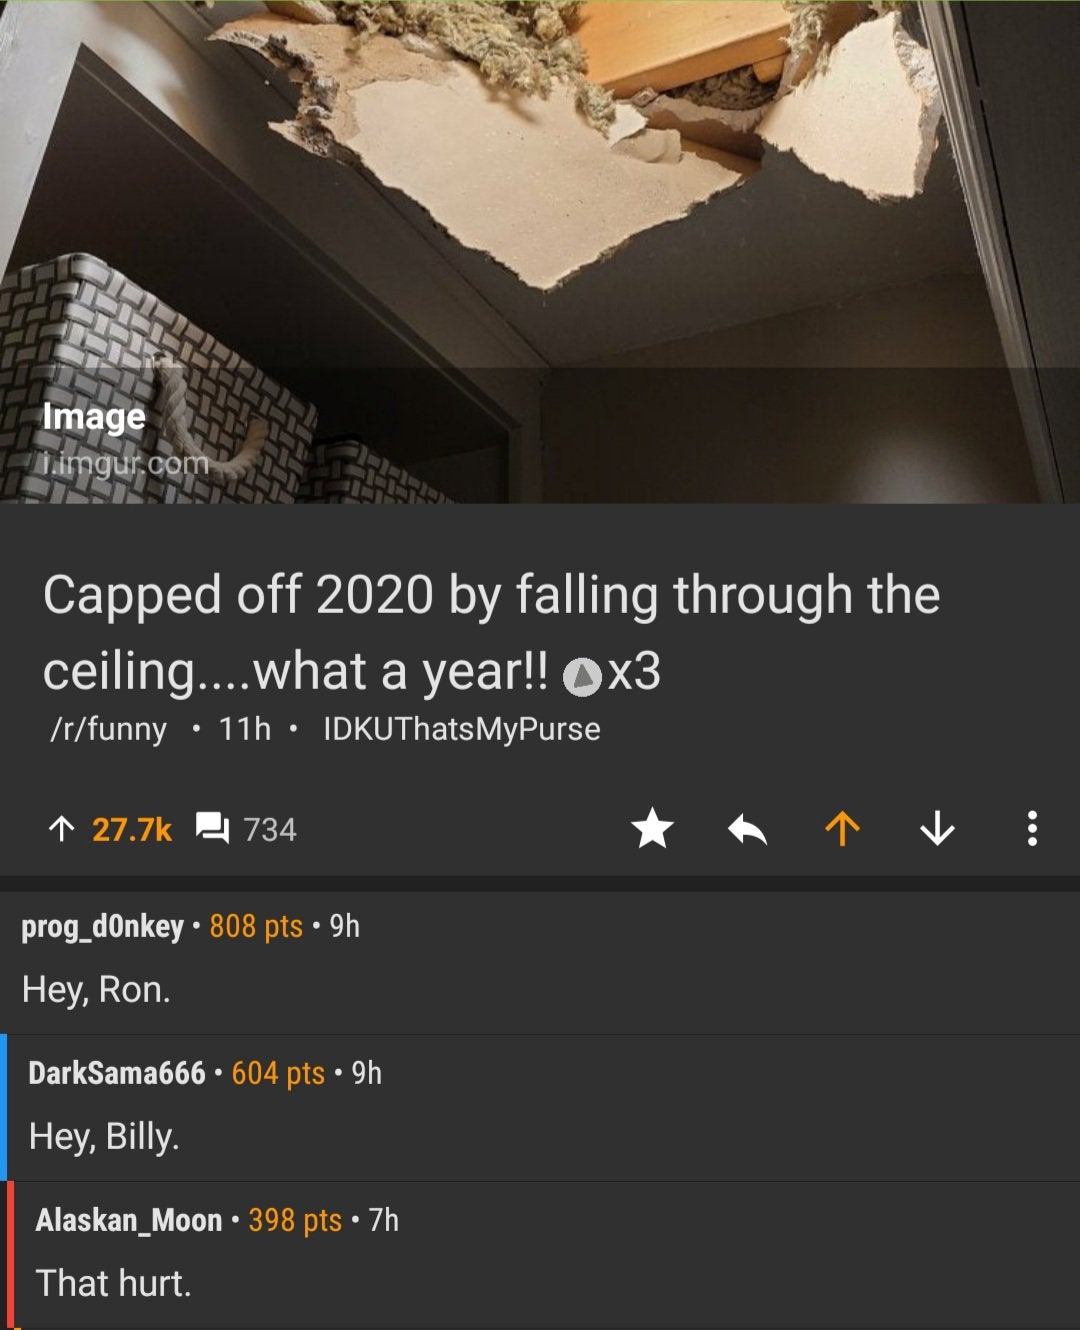 Image
i.imgur.com
Capped off 2020 by falling through the
ceiling....what a year!! x3
/r/funny • 11h • IDKUThatsMyPurse
27.7k 734
prog_d0nkey • 808 pts • 9h
Hey, Ron.
DarkSama666 • 604 pts • 9h
Hey, Billy.
Alaskan_Moon • 398 pts • 7h
That hurt.